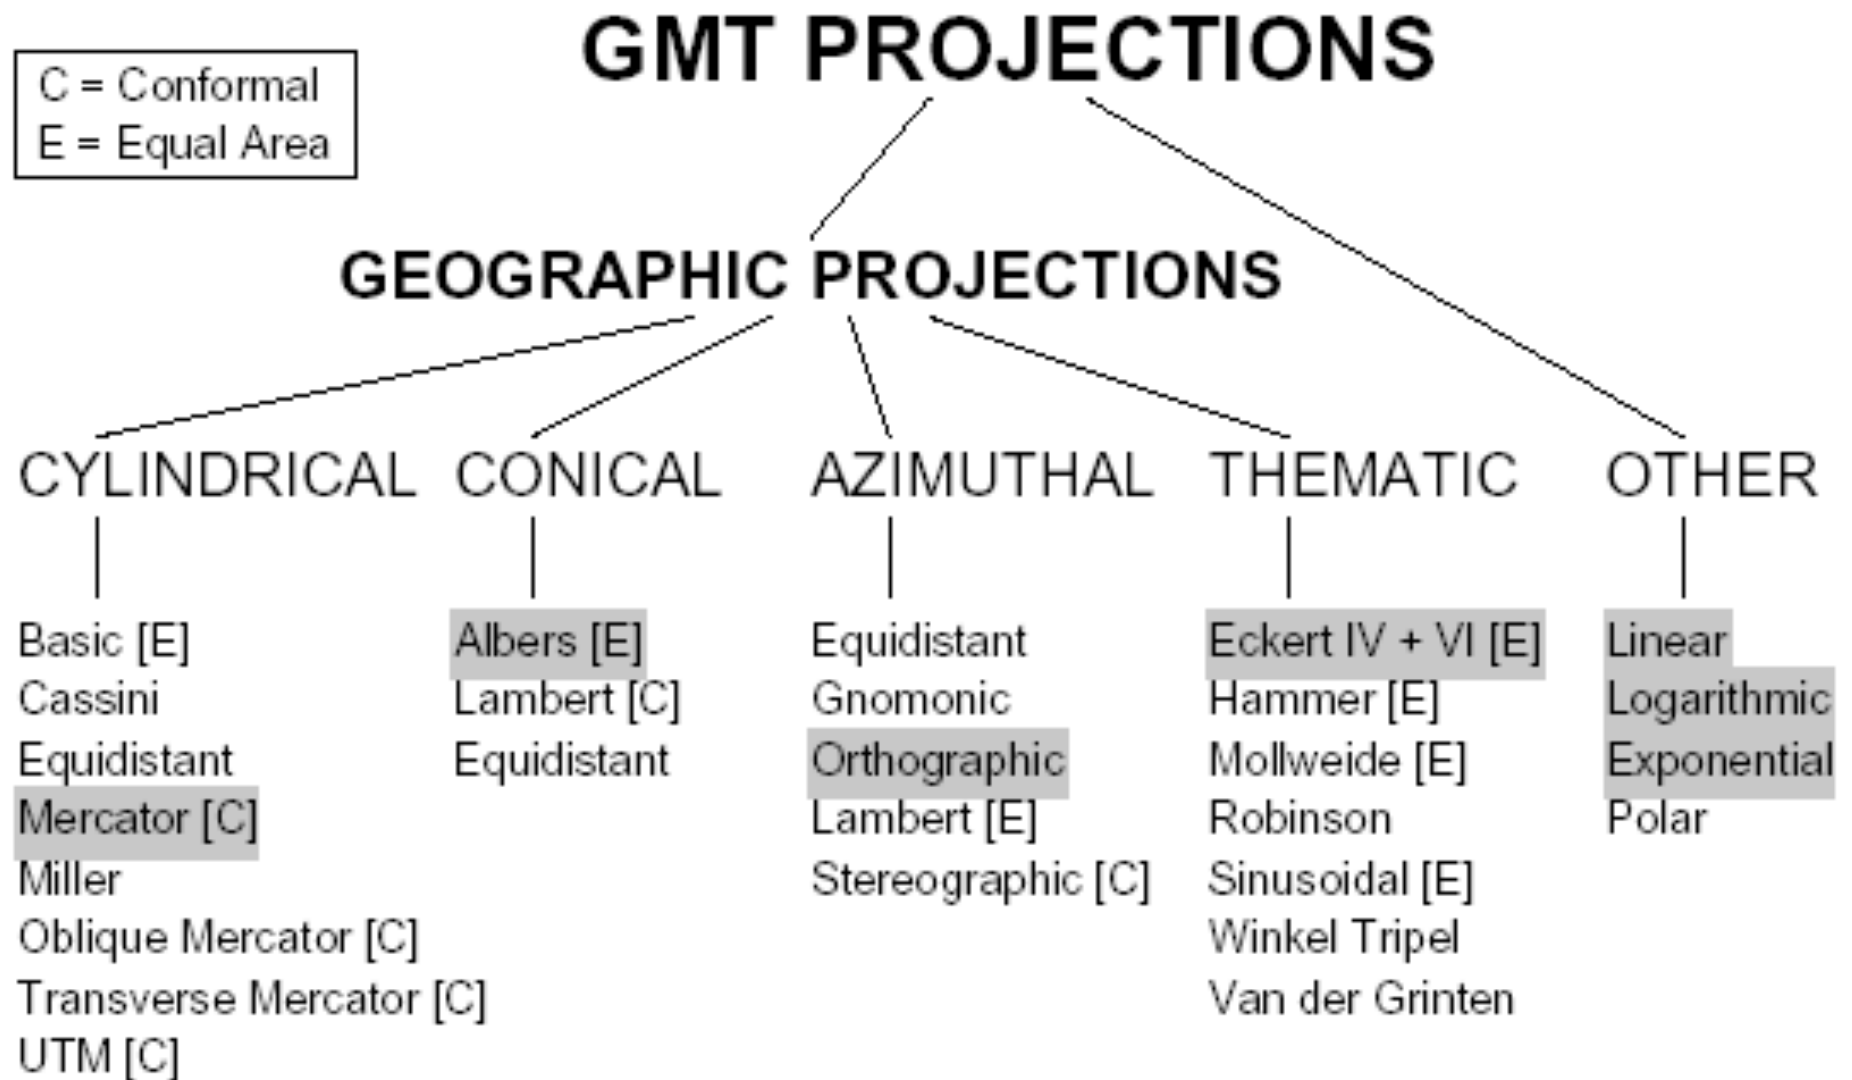 GMT PROJECTIONS
C = Conformal
E = Equal Area
GEOGRAPHIC PROJECTIONS
CYLINDRICAL
Basic [E]
Cassini
Equidistant
Mercator [C]
Miller
Oblique Mercator [C]
Transverse Mercator [C]
UTM [C]
CONICAL
Albers [E]
Lambert [C]
Equidistant
AZIMUTHAL
Equidistant
Gnomonic
Orthographic
Lambert [E]
Stereographic [C]
THEMATIC
Eckert IV + VI [E]
Hammer [E]
Mollweide [E]
Robinson
Sinusoidal [E]
Winkel Tripel
Van der Grinten
OTHER
Linear
Logarithmic
Exponential
Polar